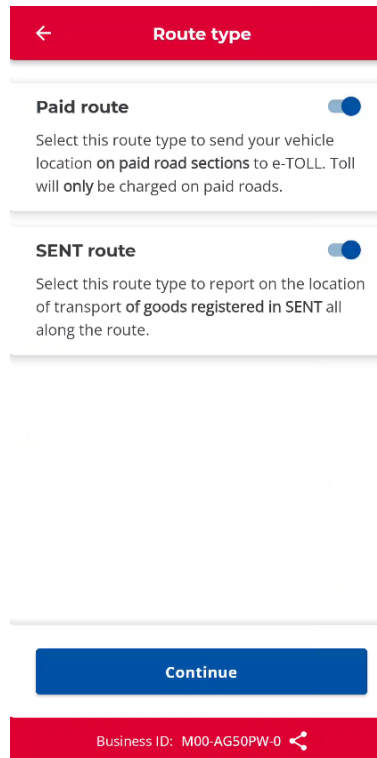 Route type
Paid route
Select this route type to send your vehicle
location on paid road sections to e-TOLL. Toll
will only be charged on paid roads.
SENT route
Select this route type to report on the location
of transport of goods registered in SENT all
along the route.
Continue
Business ID: M00-AG50PW-0